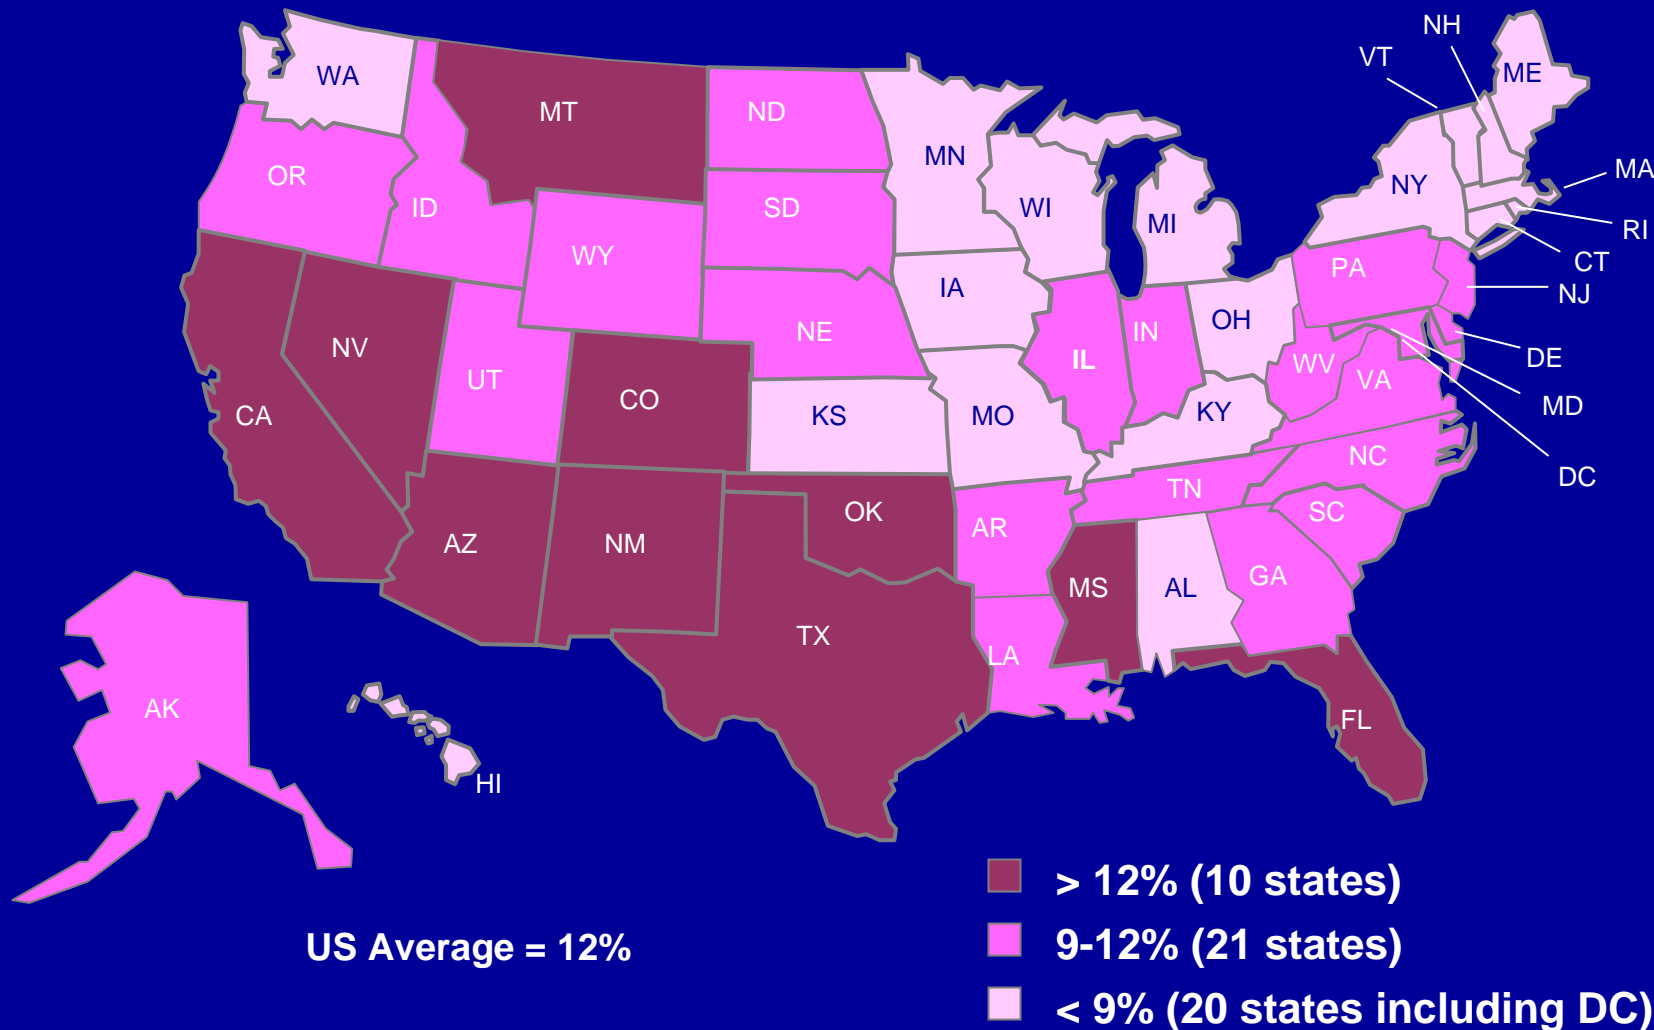 NH
VT
ME
WA
MT
ND
MN
MA
OR
ID
SD
WI
MI
NY
RI
WY
CT
PA
NJ
IA
NE
IN
OH
DE
NV
UT
IL
WV
VA
CO
MD
CA
KS
MO
KY
NC
DC
TN
OK
AR
SC
AZ
NM
GA
MS
AL
TX
LA
AK
FL
HI
> 12% (10 states)
US Average = 12%
9-12% (21 states)
< 9% (20 states including DC)